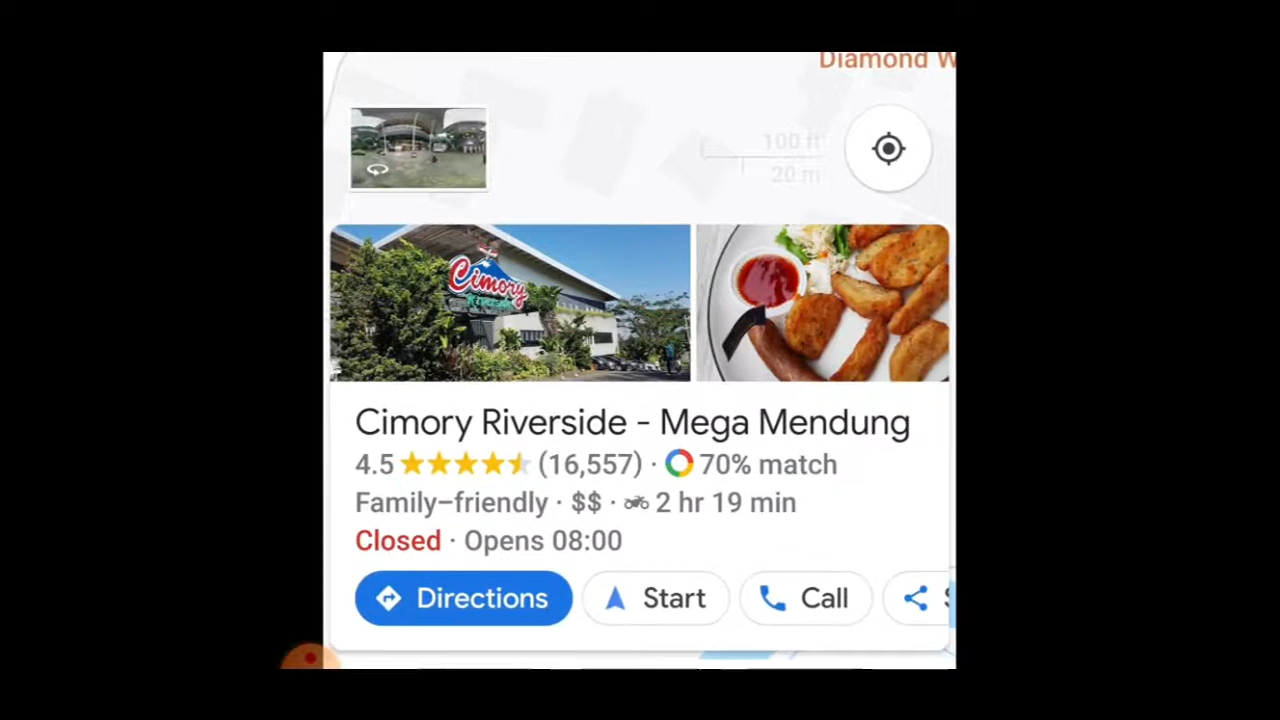 Diamond W
100 ft
20 m
Cimory
Riverside
Cimory Riverside - Mega Mendung
4.5 (16,557) · 70% match
Family–friendly · $$ · 2 hr 19 min
Closed · Opens 08:00
Directions
Start
Call
S